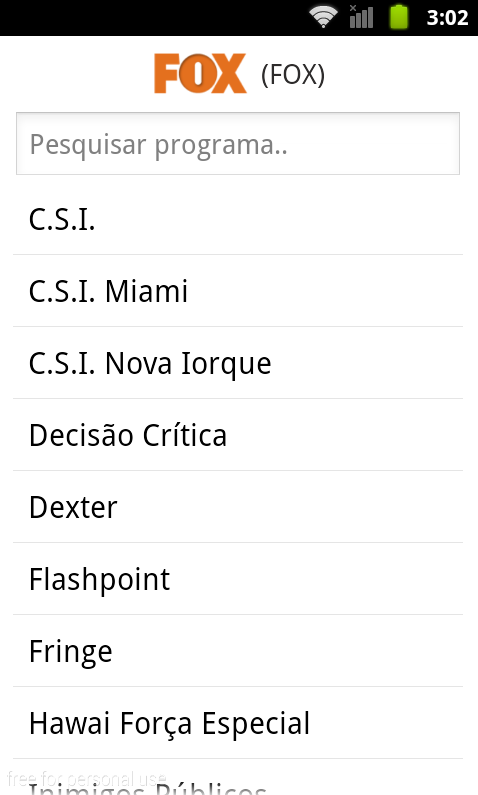 3:02
FOX (FOX)
Pesquisar programa..
C.S.I.
C.S.I. Miami
C.S.I. Nova Iorque
Decisão Crítica
Dexter
Flashpoint
Fringe
Hawai Força Especial
free for personal use
Inimigos Públicos